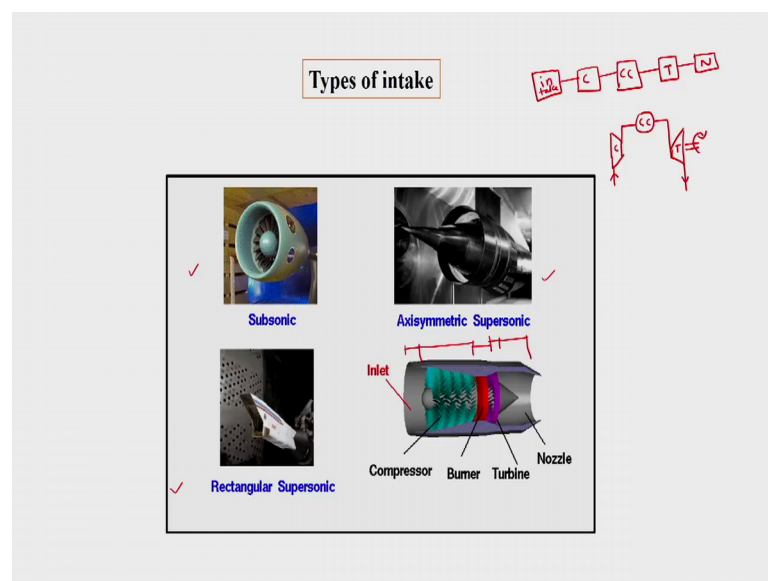 Types of intake
in
take
C
CC
T
N
CC
C
T
Subsonic
Axisymmetric Supersonic
Inlet
Compressor
Burner
Turbine
Nozzle
Rectangular Supersonic